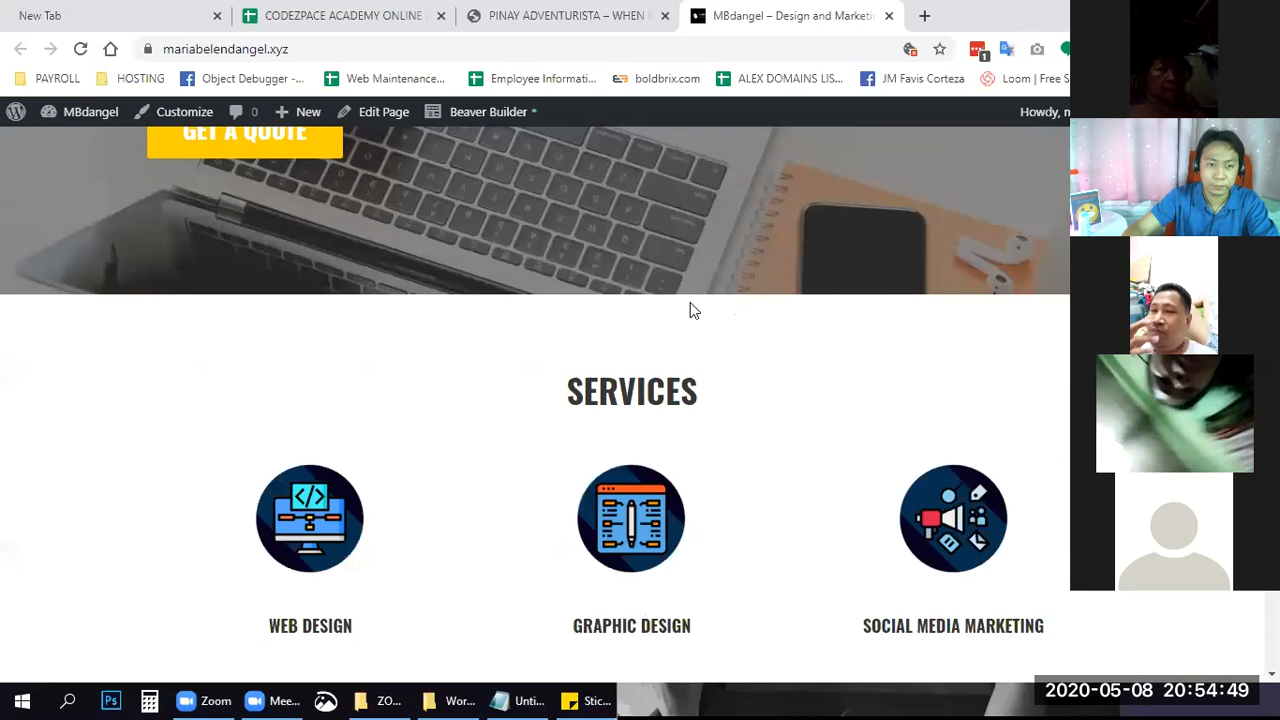 New Tab
CODEZPACE ACADEMY ONLINE
PINAY ADVENTURISTA – WHEN
MBdangel – Design and Marketi
mariabelendangel.xyz
1
PAYROLL
HOSTING
Object Debugger -...
Web Maintenance...
Employee Informati...
boldbrix.com
ALEX DOMAINS LIS...
JM Favis Corteza
Loom | Free S
MBdangel
Customize
0
New
Edit Page
Beaver Builder
Howdy, m
GET A QUOTE
SERVICES
WEB DESIGN
GRAPHIC DESIGN
SOCIAL MEDIA MARKETING
Ps
Zoom
Mee...
ZO...
Wor...
Unti...
Stic...
2020-05-08 20:54:49